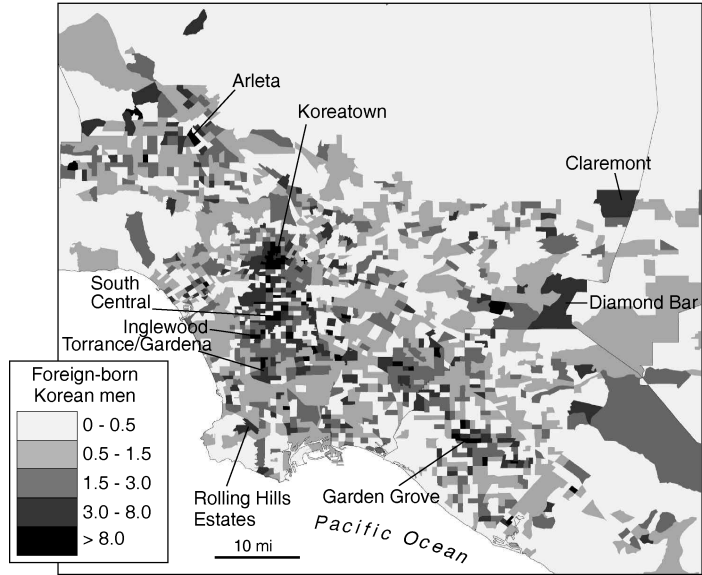 Arleta
Koreatown
Claremont
South
Central
Diamond Bar
Inglewood
Torrance/Gardena
Foreign-born
Korean men
0 - 0.5
0.5 - 1.5
1.5 - 3.0
3.0 - 8.0
> 8.0
Rolling Hills
Estates
Garden Grove
Pacific Ocean
10 mi